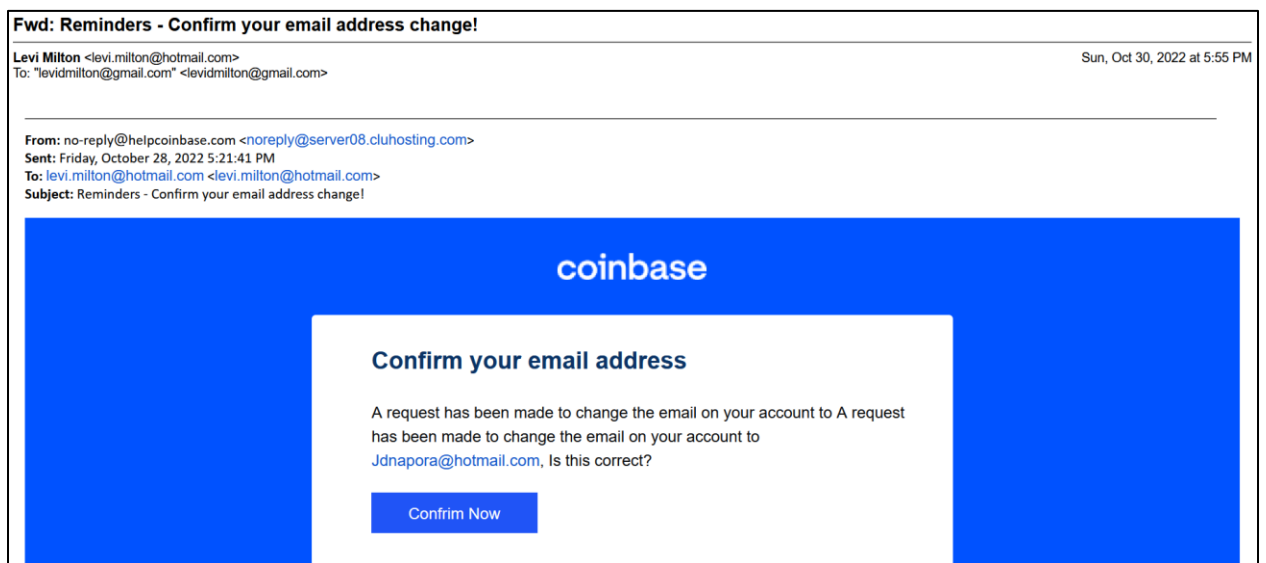 Fwd: Reminders - Confirm your email address change!
Levi Milton <levi.milton@hotmail.com> Sun, Oct 30, 2022 at 5:55 PM
To: "levidmilton@gmail.com" <levidmilton@gmail.com>
From: no-reply@helpcoinbase.com <noreply@server08.cluhosting.com>
Sent: Friday, October 28, 2022 5:21:41 PM
To: levi.milton@hotmail.com <levi.milton@hotmail.com>
Subject: Reminders - Confirm your email address change!
coinbase
Confirm your email address
A request has been made to change the email on your account to A request
has been made to change the email on your account to
Jdnapora@hotmail.com, Is this correct?
Confrim Now